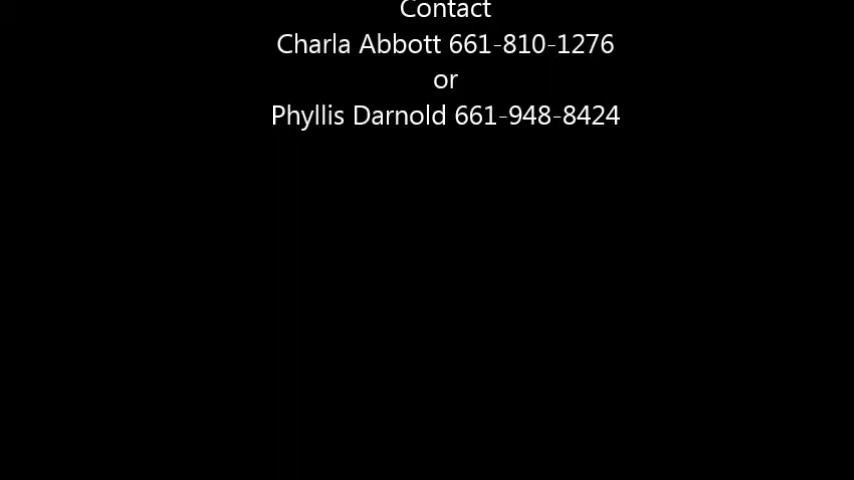 Contact
Charla Abbott 661-810-1276
or
Phyllis Darnold 661-948-8424